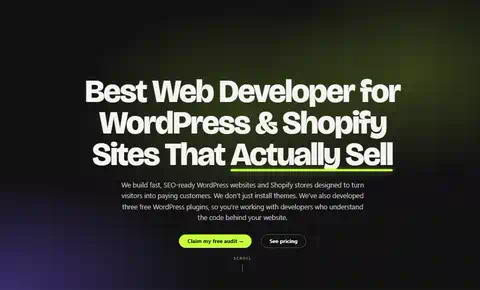 Best Web Developer for
WordPress & Shopify
Sites That Actually Sell
We build fast, SEO-ready WordPress websites and Shopify stores designed to turn
visitors into paying customers. We don't just install themes. We've also developed
three free WordPress plugins, so you're working with developers who understand
the code behind your website.
Claim my free audit → See pricing
SCROLL